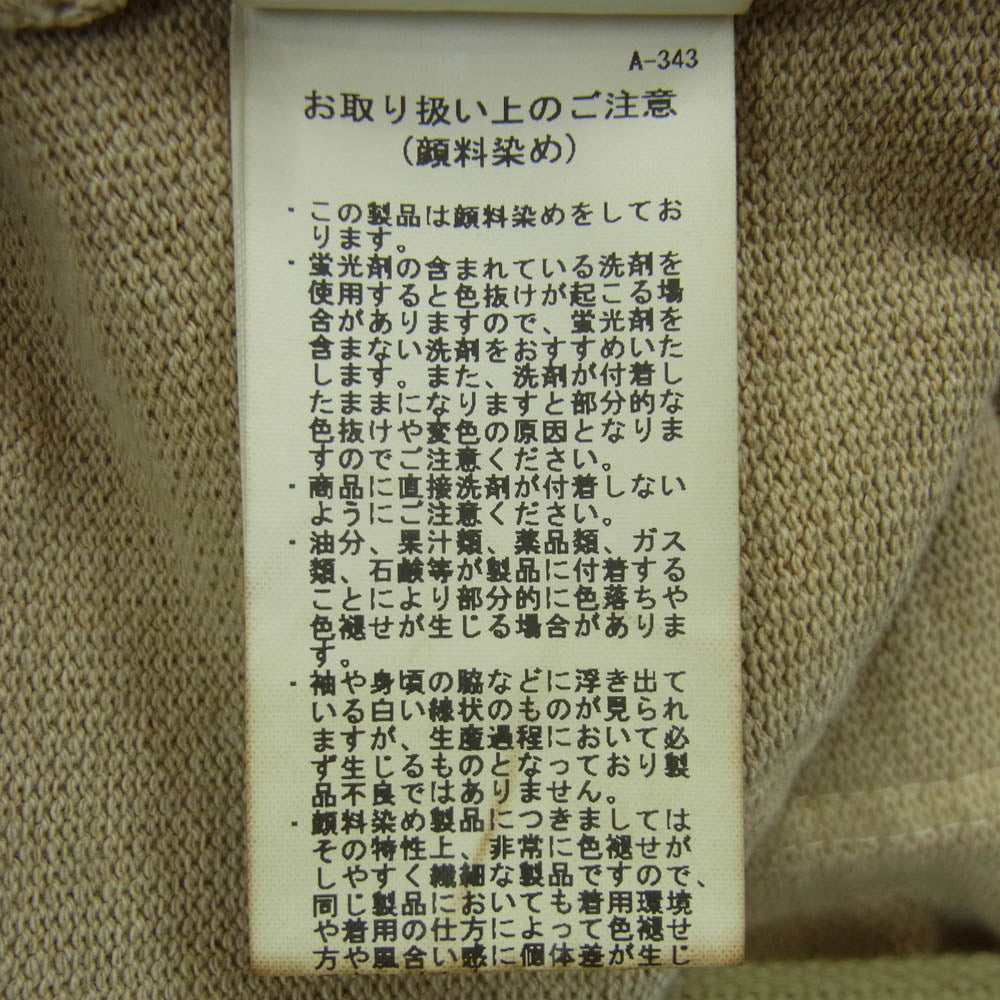 A-343
お取り扱い上のご注意
(顔料染め)
・この製品は顔料染めをしてお
ります。
・蛍光剤の含まれている洗剤を
使用すると色抜けが起こる場
合がありますので、蛍光剤を
含まない洗剤をおすすめいた
します。また、洗剤が付着し
たままになりますと部分的な
色抜けや変色の原因となりま
すのでご注意ください。
・商品に直接洗剤が付着しない
ようにご注意ください。
・油分、果汁類、薬品類、ガス
類、石鹸等が製品に付着する
ことにより部分的に色落ちや
色褪せが生じる場合がありま
す。
・袖や身頃の脇などに浮き出て
いる白い線状のものが見られ
ますが、生産過程において必
ず生じるものとなっており製
品不良ではありません。
・顔料染め製品につきましては
その特性上、非常に色褪せが
しやすく繊細な製品ですので、
同じ製品においても着用環境
や着用の仕方によって色褪せ
方や風合い感に個体差が生じ